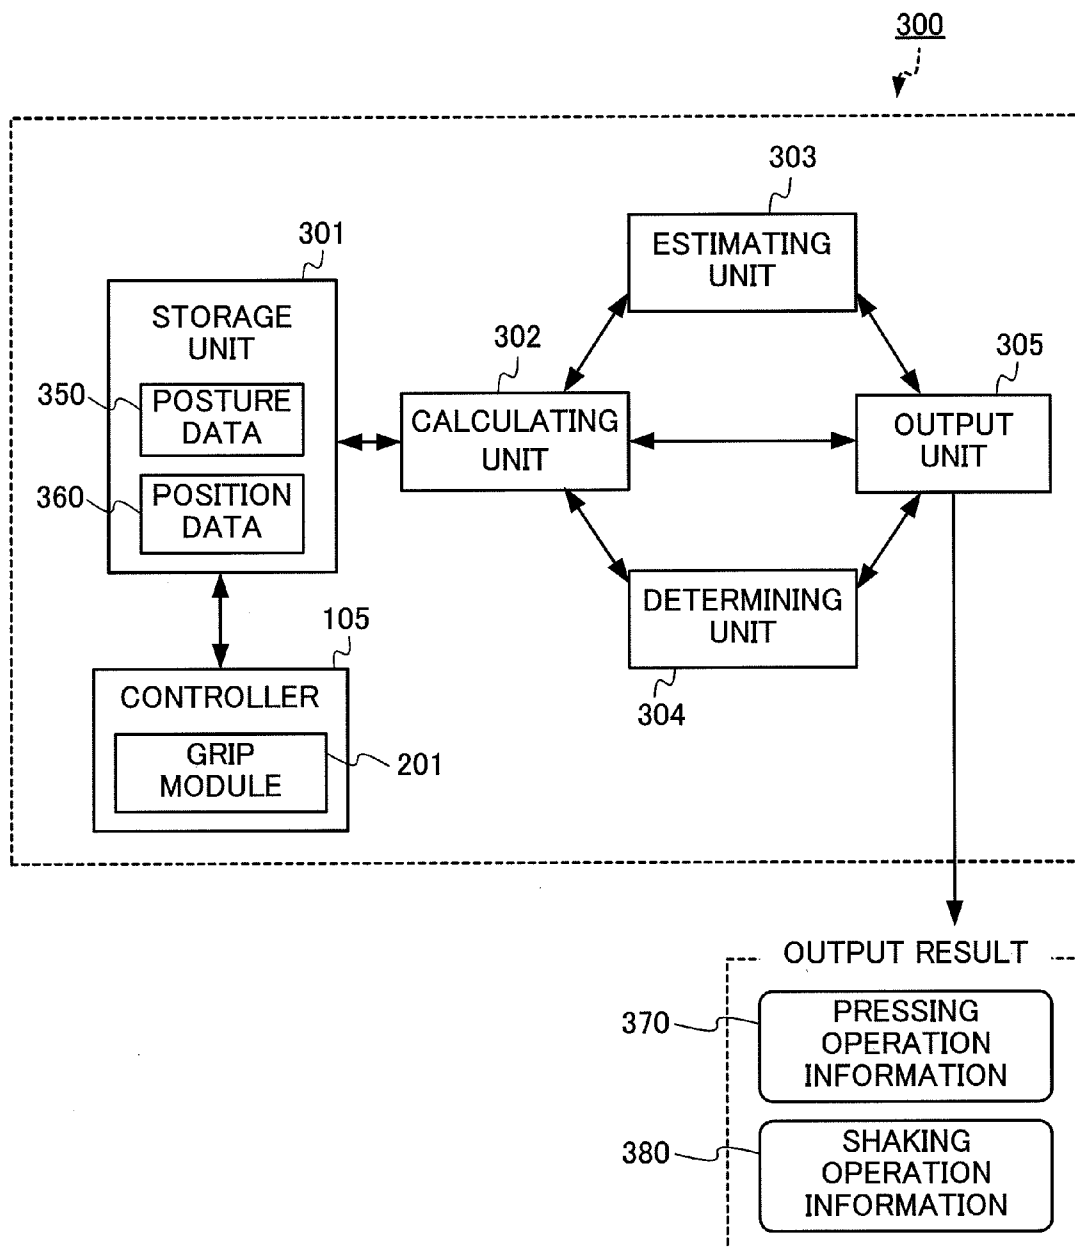 300
303
ESTIMATING
UNIT
301
STORAGE
UNIT
350
POSTURE
DATA
360
POSITION
DATA
302
CALCULATING
UNIT
305
OUTPUT
UNIT
DETERMINING
UNIT
304
105
CONTROLLER
GRIP
MODULE
201
OUTPUT RESULT
370
PRESSING
OPERATION
INFORMATION
380
SHAKING
OPERATION
INFORMATION